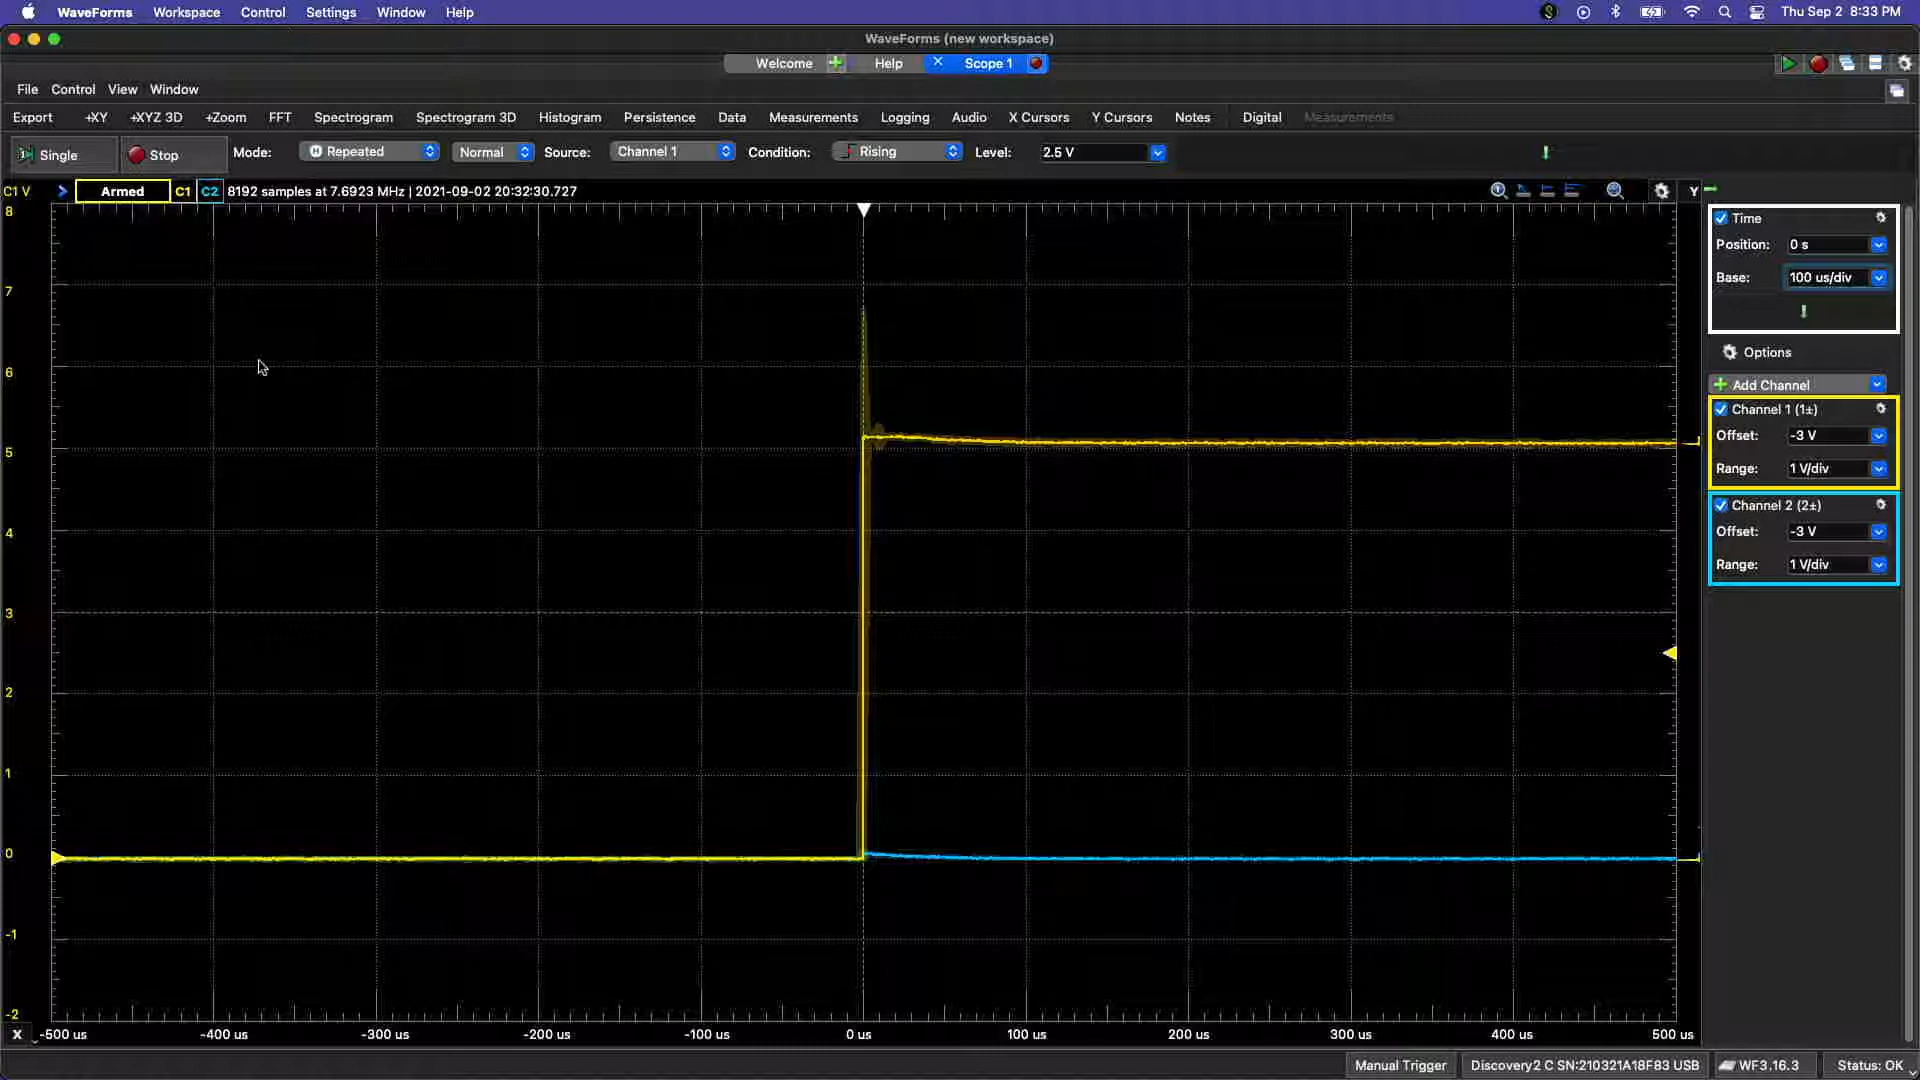 WaveForms Workspace Control Settings Window Help Thu Sep 2 8:33 PM
WaveForms (new workspace)
Welcome Help Scope 1
File Control View Window
Export +XY +XYZ 3D +Zoom FFT Spectrogram Spectrogram 3D Histogram Persistence Data Measurements Logging Audio X Cursors Y Cursors Notes Digital Measurements
Single Stop Mode: Repeated Normal Source: Channel 1 Condition: Rising Level: 2.5 V
C1 V Armed C1 C2 8192 samples at 7.6923 MHz | 2021-09-02 20:32:30.727 Y
8
7
6
5
4
3
2
1
0
-1
-2
X -500 us -400 us -300 us -200 us -100 us 0 us 100 us 200 us 300 us 400 us 500 us
Time
Position: 0 s
Base: 100 us/div
Options
Add Channel
Channel 1 (1±)
Offset: -3 V
Range: 1 V/div
Channel 2 (2±)
Offset: -3 V
Range: 1 V/div
Manual Trigger Discovery2 C SN:210321A18F83 USB WF3.16.3 Status: OK